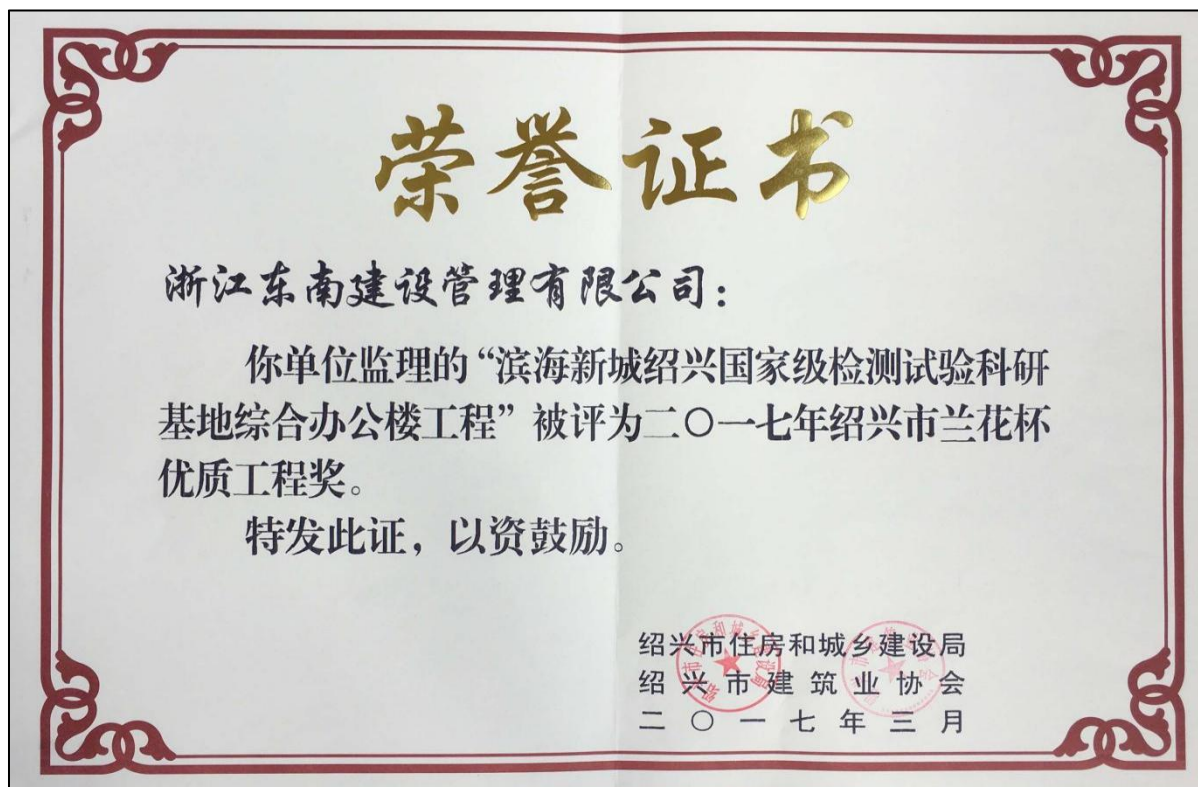 荣誉证书
浙江东南建设管理有限公司：
你单位监理的“滨海新城绍兴国家级检测试验科研
基地综合办公楼工程”被评为二〇一七年绍兴市兰花杯
优质工程奖。
特发此证，以资鼓励。
绍兴市住房和城乡建设局
绍兴市建筑业协会
二〇一七年三月